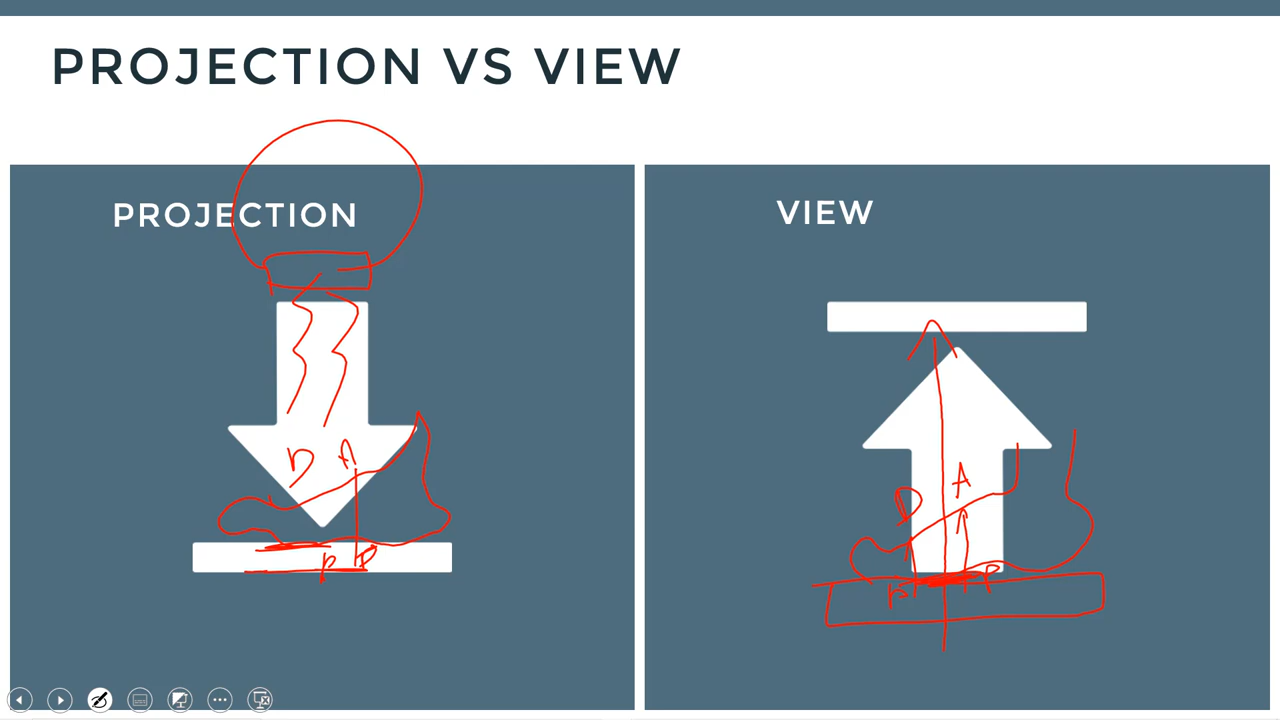 PROJECTION VS VIEW
PROJECTION
D A
P P
VIEW
D A
P P